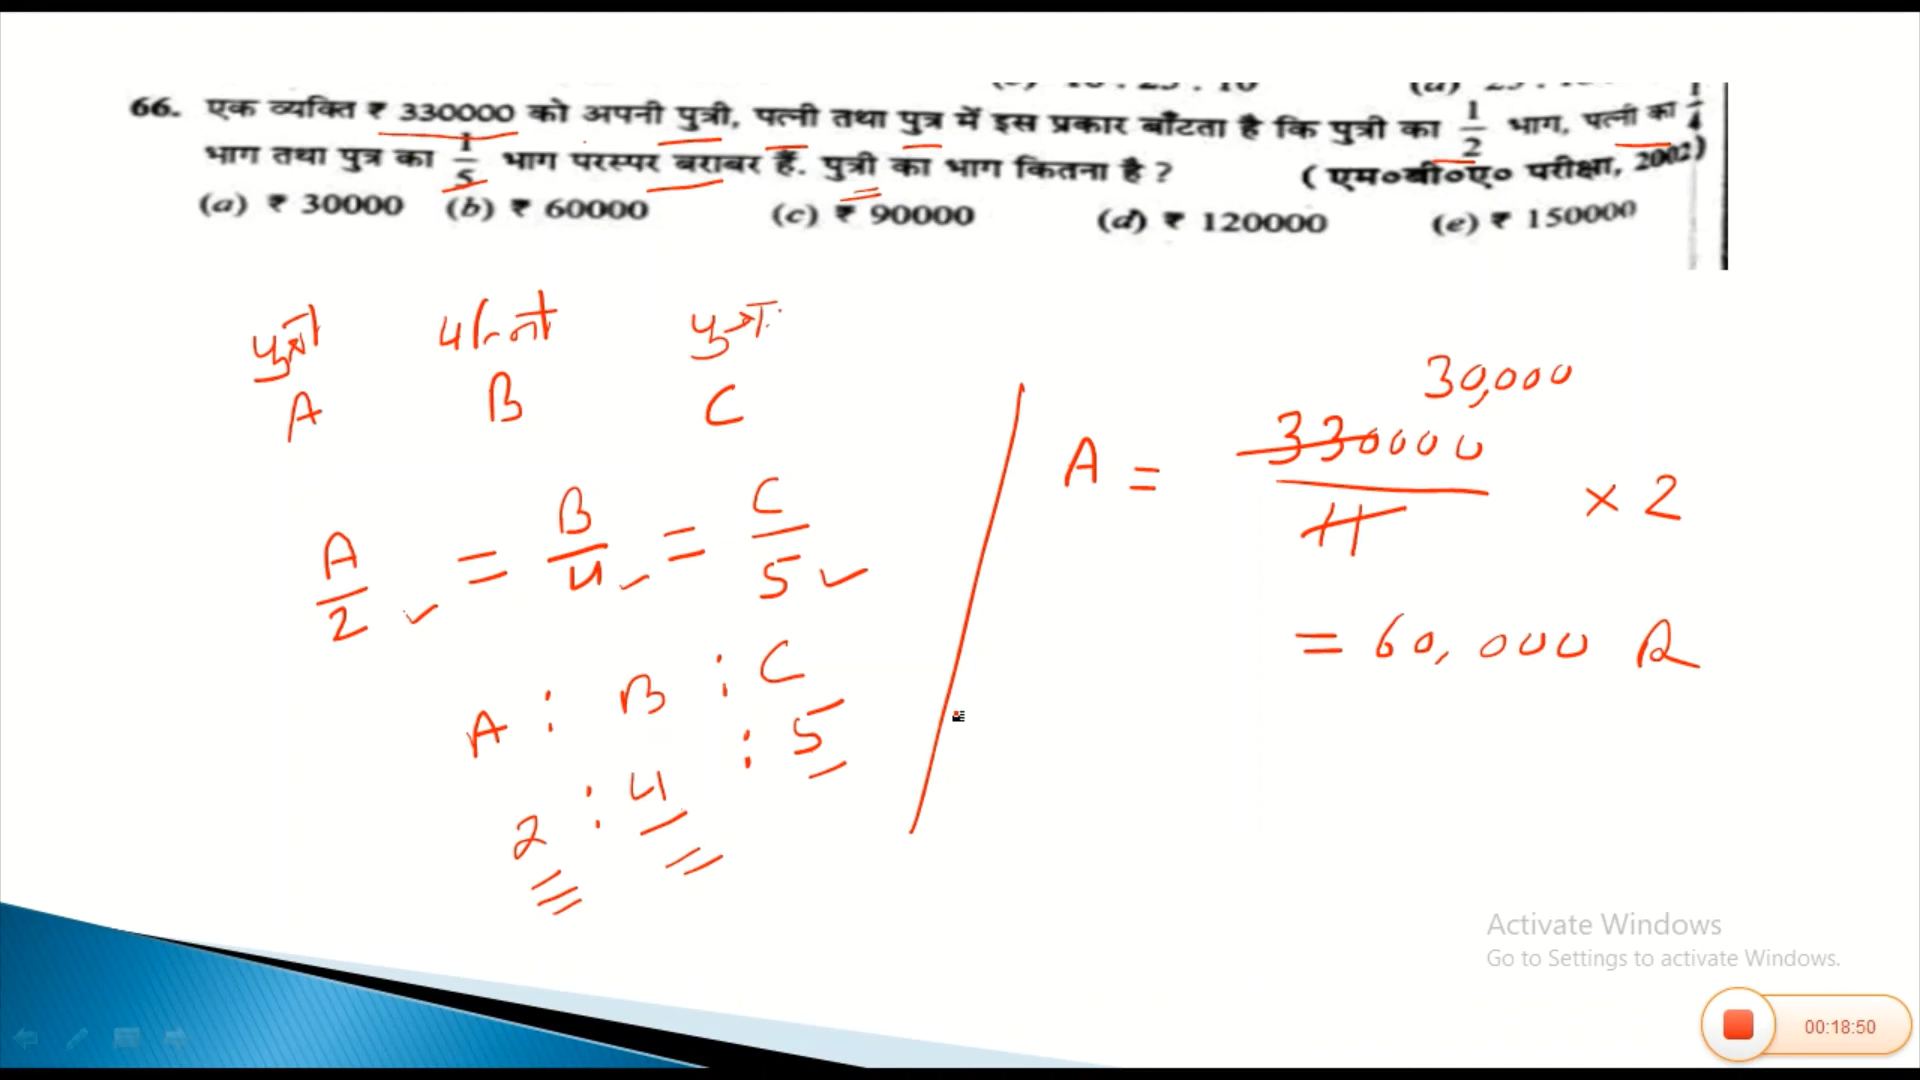 66. एक व्यक्ति ₹ 330000 को अपनी पुत्री, पत्नी तथा पुत्र में इस प्रकार बाँटता है कि पुत्री का 1/2 भाग, पत्नी का 1/4
भाग तथा पुत्र का 1/5 भाग परस्पर बराबर हैं. पुत्री का भाग कितना है ? (एम०बी०ए० परीक्षा, 2002)
(a) ₹ 30000 (b) ₹ 60000 (c) ₹ 90000 (d) ₹ 120000 (e) ₹ 150000
पुत्री पत्नी पुत्र
A B C
A/2 = B/4 = C/5
A : B : C
2 : 4 : 5
30,000
A = 330000/11 × 2
= 60,000 R
Activate Windows
Go to Settings to activate Windows.
00:18:50